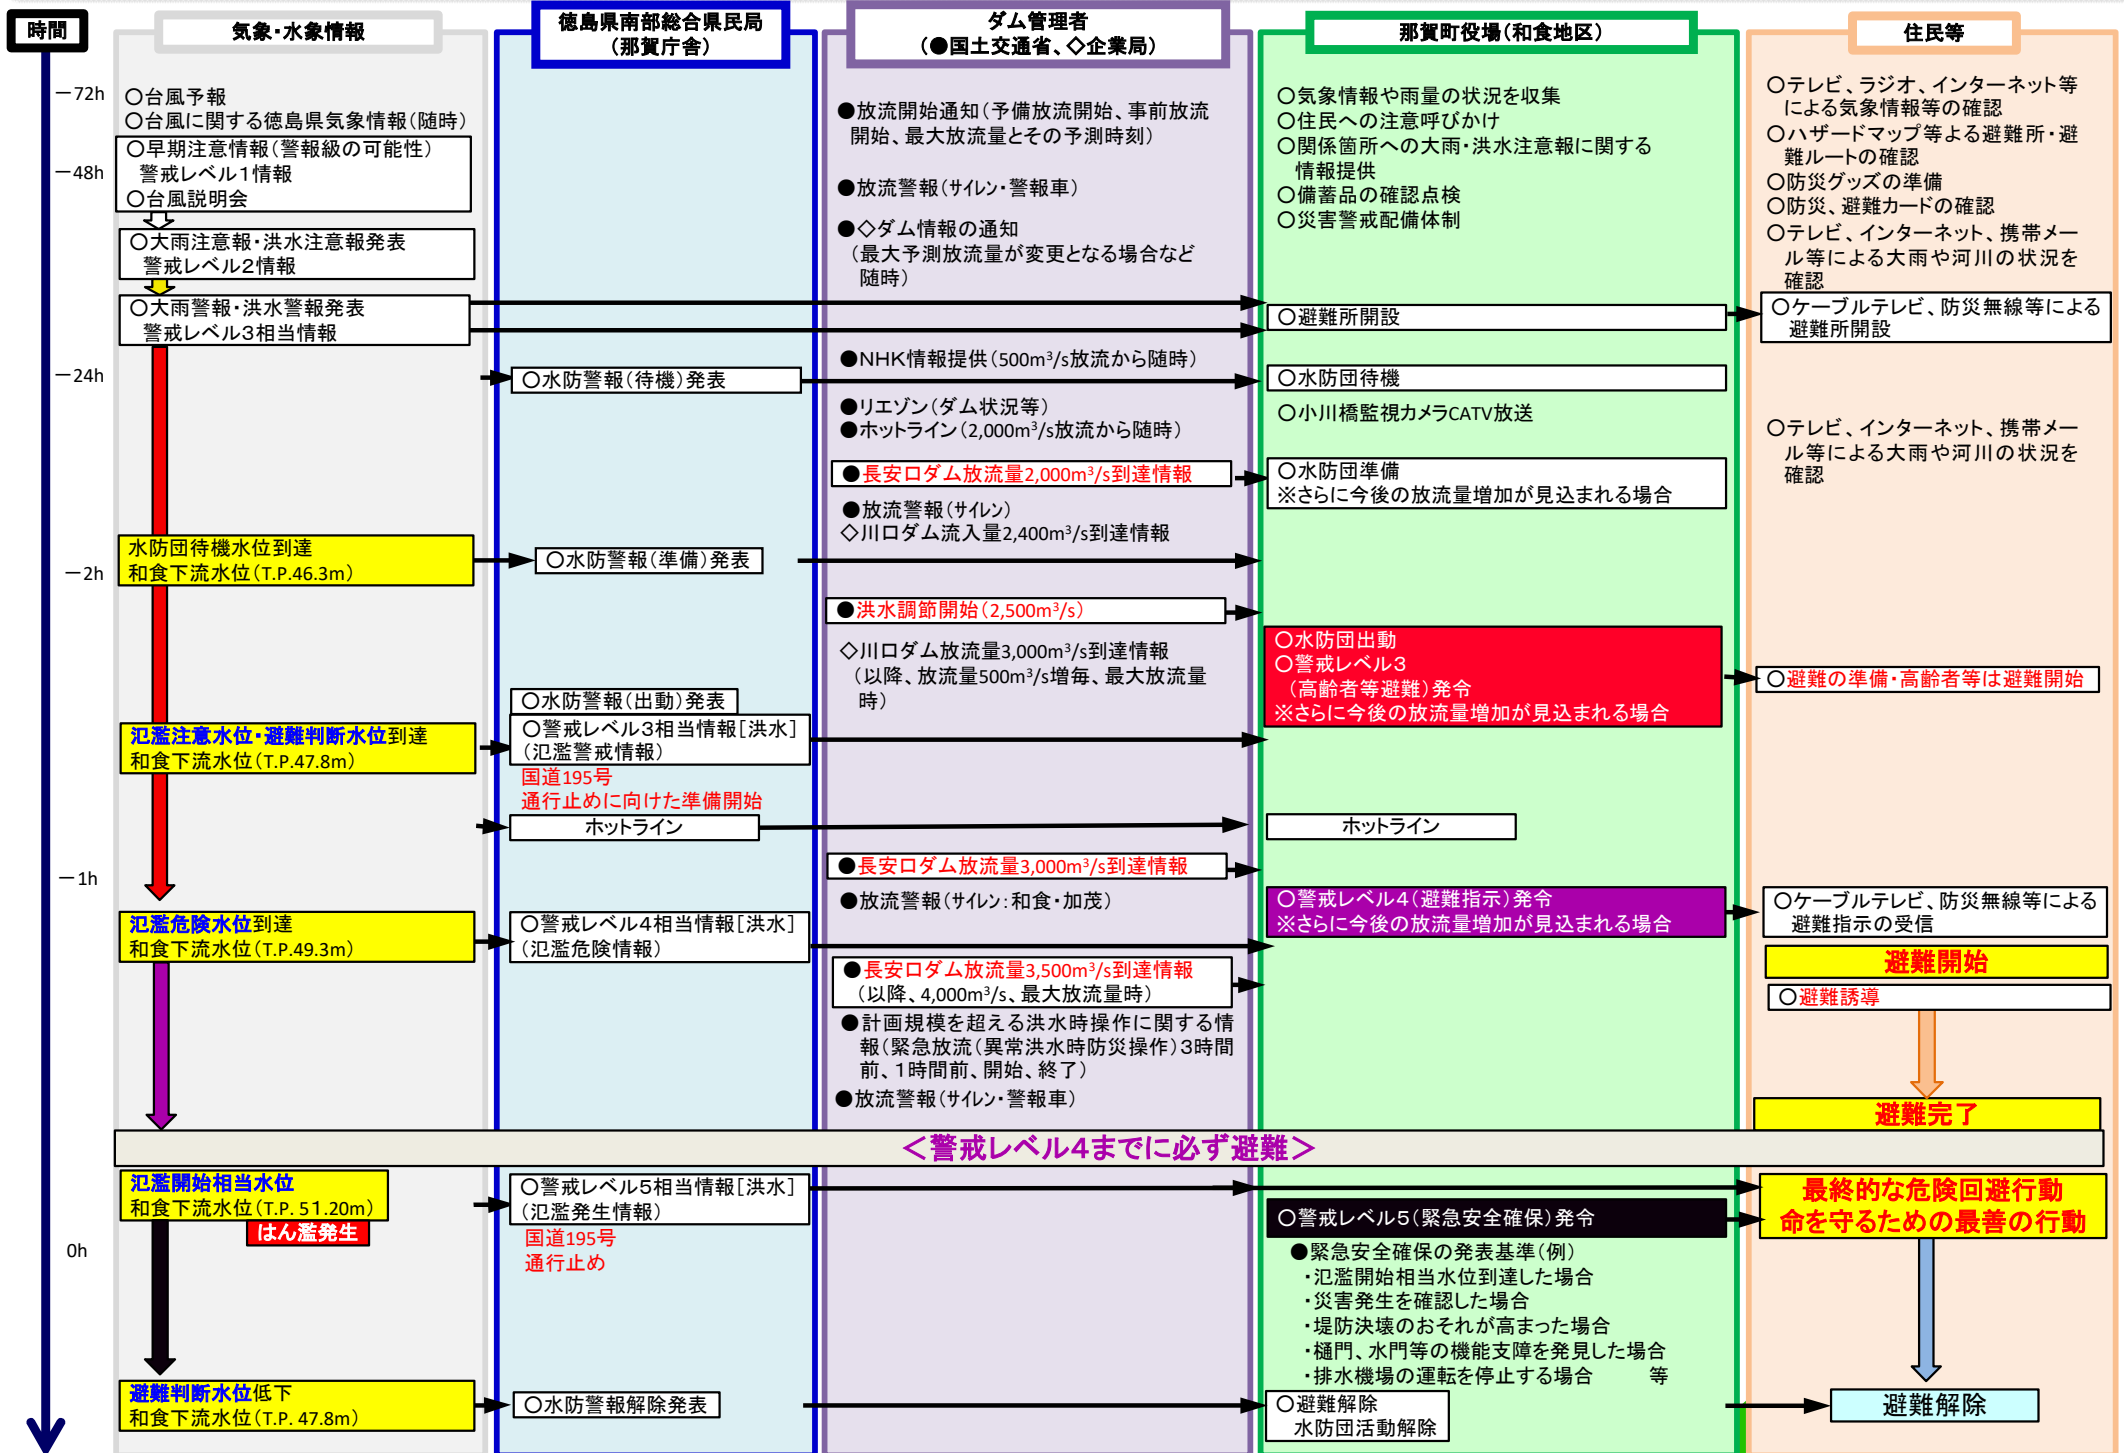 時間
気象・水象情報
徳島県南部総合県民局
（那賀庁舎）
ダム管理者
（●国土交通省、◇企業局）
那賀町役場（和食地区）
住民等
－72h
－48h
－24h
－2h
－1h
0h
○台風予報
○台風に関する徳島県気象情報（随時）
○早期注意情報（警報級の可能性）
警戒レベル１情報
○台風説明会
○大雨注意報・洪水注意報発表
警戒レベル２情報
○大雨警報・洪水警報発表
警戒レベル３相当情報
水防団待機水位到達
和食下流水位（T.P.46.3m）
氾濫注意水位・避難判断水位到達
和食下流水位（T.P.47.8m）
氾濫危険水位到達
和食下流水位（T.P.49.3m）
○水防警報（待機）発表
○水防警報（準備）発表
○水防警報（出動）発表
○警戒レベル３相当情報［洪水］
（氾濫警戒情報）
国道195号
通行止めに向けた準備開始
ホットライン
○警戒レベル４相当情報［洪水］
（氾濫危険情報）
●放流開始通知（予備放流開始、事前放流
開始、最大放流量とその予測時刻）
●放流警報（サイレン・警報車）
●◇ダム情報の通知
（最大予測放流量が変更となる場合など
随時）
●NHK情報提供（500m³/s放流から随時）
●リエゾン（ダム状況等）
●ホットライン（2,000m³/s放流から随時）
●長安口ダム放流量2,000m³/s到達情報
●放流警報（サイレン）
◇川口ダム流入量2,400m³/s到達情報
●洪水調節開始（2,500m³/s）
◇川口ダム放流量3,000m³/s到達情報
（以降、放流量500m³/s増毎、最大放流量
時）
●長安口ダム放流量3,000m³/s到達情報
●放流警報（サイレン：和食・加茂）
●長安口ダム放流量3,500m³/s到達情報
（以降、4,000m³/s、最大放流量時）
●計画規模を超える洪水時操作に関する情
報（緊急放流（異常洪水時防災操作）３時間
前、１時間前、開始、終了）
●放流警報（サイレン・警報車）
○気象情報や雨量の状況を収集
○住民への注意呼びかけ
○関係箇所への大雨・洪水注意報に関する
情報提供
○備蓄品の確認点検
○災害警戒配備体制
○避難所開設
○水防団待機
○小川橋監視カメラCATV放送
○水防団準備
※さらに今後の放流量増加が見込まれる場合
○水防団出動
○警戒レベル３
（高齢者等避難）発令
※さらに今後の放流量増加が見込まれる場合
ホットライン
○警戒レベル４（避難指示）発令
※さらに今後の放流量増加が見込まれる場合
○テレビ、ラジオ、インターネット等
による気象情報等の確認
○ハザードマップ等よる避難所・避
難ルートの確認
○防災グッズの準備
○防災、避難カードの確認
○テレビ、インターネット、携帯メー
ル等による大雨や河川の状況を
確認
○ケーブルテレビ、防災無線等による
避難所開設
○テレビ、インターネット、携帯メー
ル等による大雨や河川の状況を
確認
○避難の準備・高齢者等は避難開始
○ケーブルテレビ、防災無線等による
避難指示の受信
避難開始
○避難誘導
避難完了
＜警戒レベル４までに必ず避難＞
氾濫開始相当水位
和食下流水位（T.P. 51.20m）
はん濫発生
○警戒レベル５相当情報［洪水］
（氾濫発生情報）
国道195号
通行止め
○警戒レベル５（緊急安全確保）発令
●緊急安全確保の発表基準（例）
・氾濫開始相当水位到達した場合
・災害発生を確認した場合
・堤防決壊のおそれが高まった場合
・樋門、水門等の機能支障を発見した場合
・排水機場の運転を停止する場合　　等
最終的な危険回避行動
命を守るための最善の行動
避難判断水位低下
和食下流水位（T.P. 47.8m）
○水防警報解除発表
○避難解除
水防団活動解除
避難解除